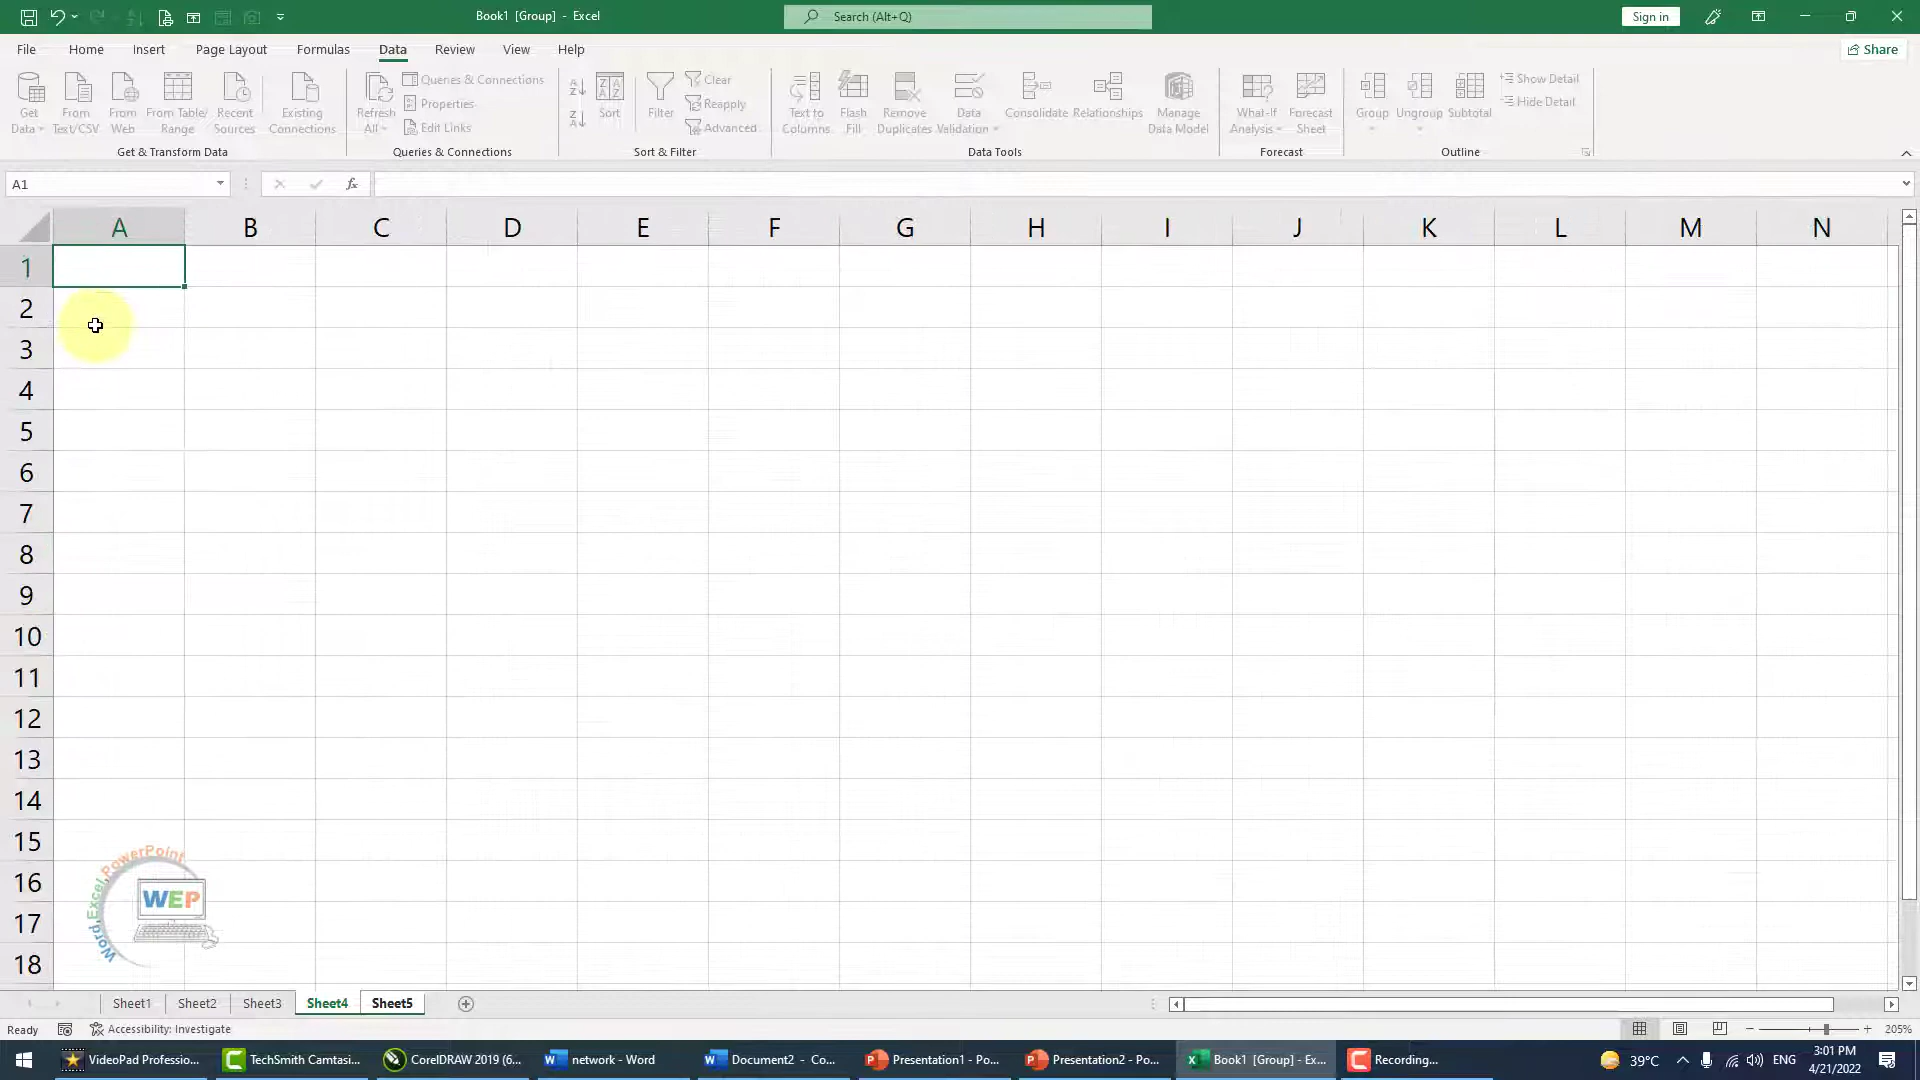 Book1 [Group] - Excel
Search (Alt+Q)
Sign in
File Home Insert Page Layout Formulas Data Review View Help
Share
Get Data
From Text/CSV
From Web
From Table/ Range
Recent Sources
Existing Connections
Get & Transform Data
Refresh All
Queries & Connections
Properties
Edit Links
Queries & Connections
Sort
Filter
Clear
Reapply
Advanced
Sort & Filter
Text to Columns
Flash Fill
Remove Duplicates
Data Validation
Consolidate
Relationships
Manage Data Model
Data Tools
What-If Analysis
Forecast Sheet
Forecast
Group
Ungroup
Subtotal
Show Detail
Hide Detail
Outline
A1
fx
A B C D E F G H I J K L M N
1
2
3
4
5
6
7
8
9
10
11
12
13
14
15
16
17
18
Word,Excel,PowerPoint
WEP
Sheet1 Sheet2 Sheet3 Sheet4 Sheet5
Ready
Accessibility: Investigate
205%
VideoPad Professio...
TechSmith Camtasi...
CorelDRAW 2019 (6...
network - Word
Document2 - Co...
Presentation1 - Po...
Presentation2 - Po...
Book1 [Group] - Ex...
Recording...
39°C
ENG
3:01 PM
4/21/2022